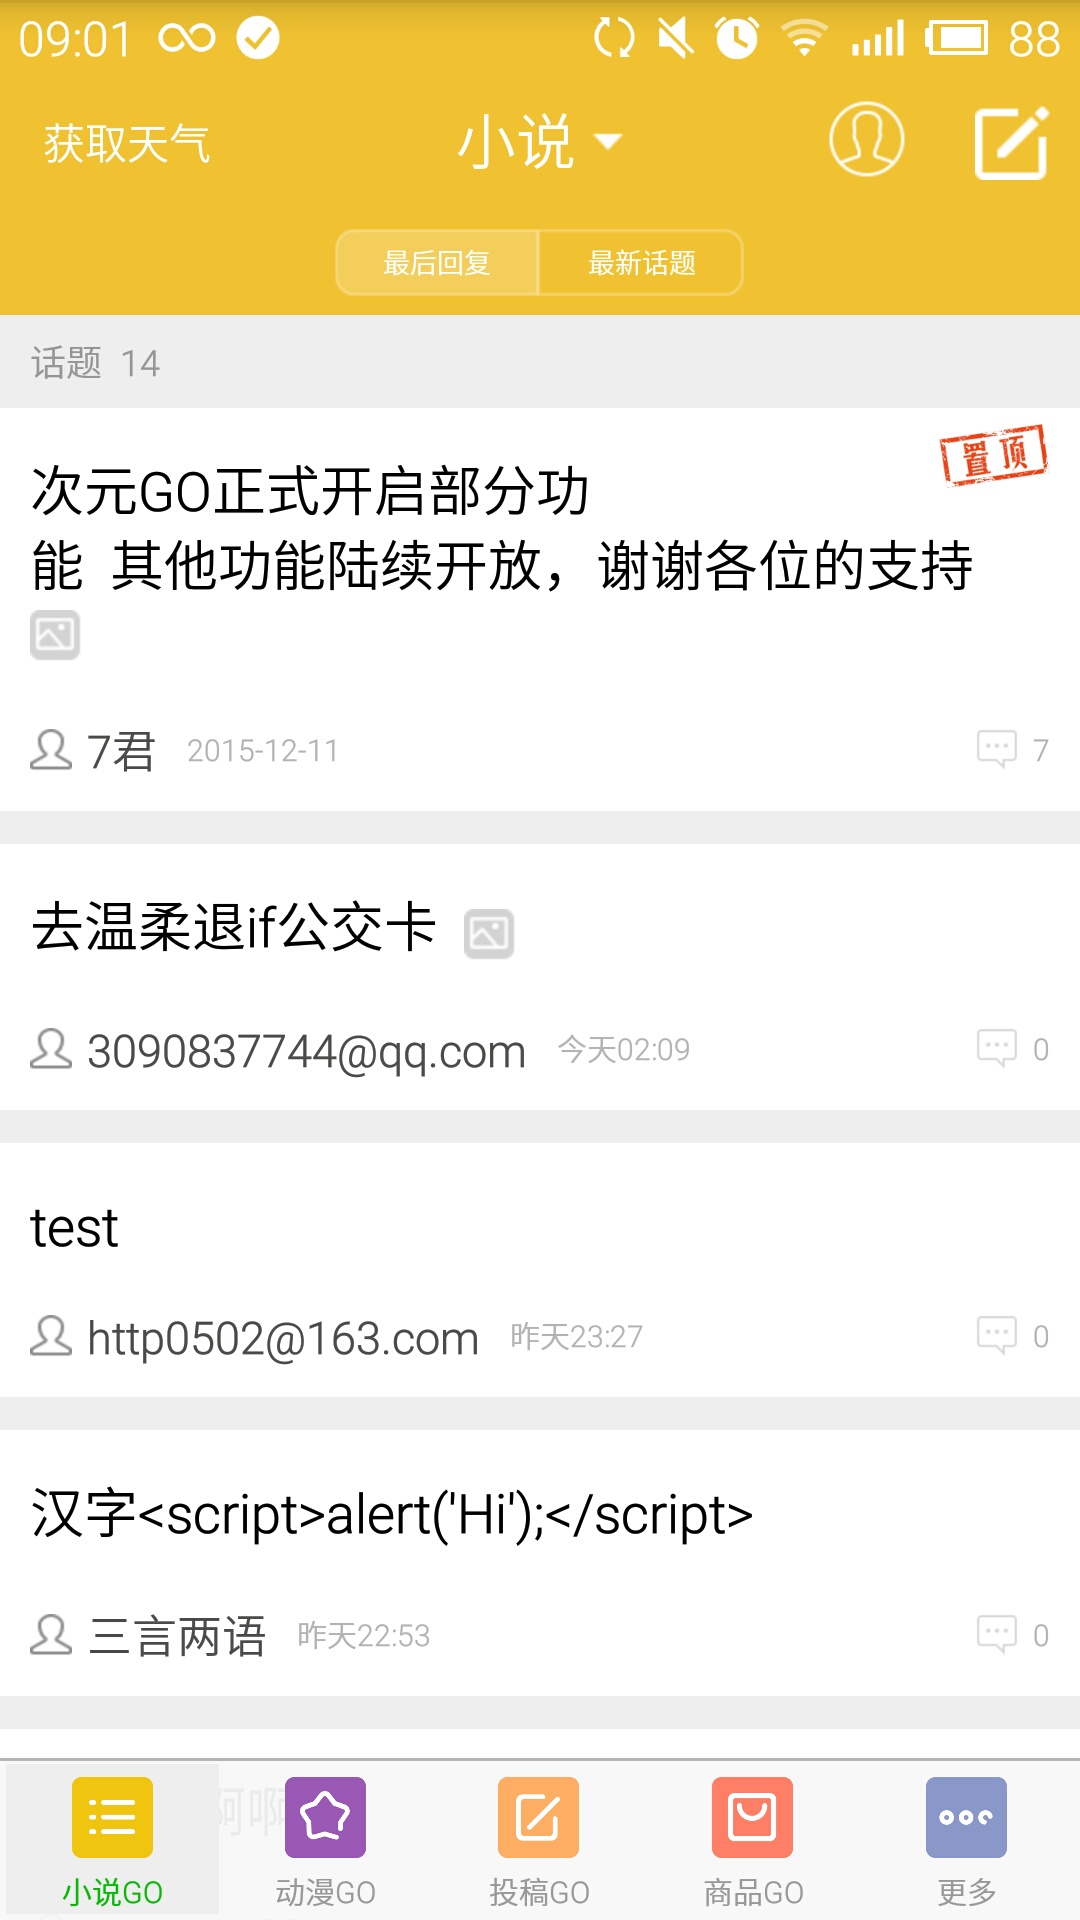 09:01
88
获取天气
小说
最后回复
最新话题
话题 14
置顶
次元GO正式开启部分功
能 其他功能陆续开放，谢谢各位的支持
7君 2015-12-11 7
去温柔退if公交卡
3090837744@qq.com 今天02:09 0
test
http0502@163.com 昨天23:27 0
汉字<script>alert('Hi');</script>
三言两语 昨天22:53 0
小说GO
动漫GO
投稿GO
商品GO
更多